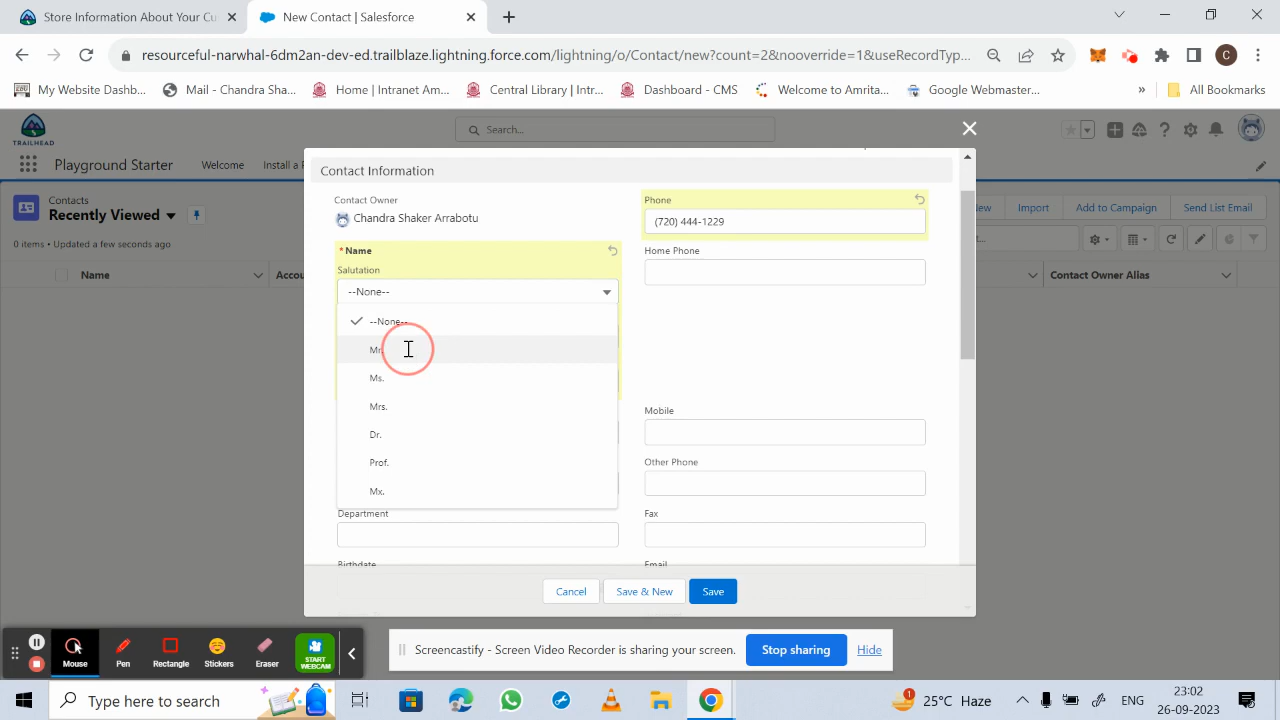 Store Information About Your Cu
New Contact | Salesforce
resourceful-narwhal-6dm2an-dev-ed.trailblaze.lightning.force.com/lightning/o/Contact/new?count=2&nooverride=1&useRecordTyp...
C
My Website Dashb...
Mail - Chandra Sha...
Home | Intranet Am...
Central Library | Intr...
Dashboard - CMS
Welcome to Amrita...
Google Webmaster...
»
All Bookmarks
TRAILHEAD
Search...
Playground Starter
Welcome
Install a
Contacts
Recently Viewed
0 items • Updated a few seconds ago
Import
Add to Campaign
Send List Email
Name
Contact Owner Alias
Contact Information
Contact Owner
Chandra Shaker Arrabotu
Phone
(720) 444-1229
* Name
Home Phone
Salutation
--None--
--None--
Mr.
Ms.
Mrs.
Dr.
Prof.
Mx.
Mobile
Other Phone
Department
Fax
Birthdate
Email
Cancel
Save & New
Save
Mouse
Pen
Rectangle
Stickers
Eraser
START WEBCAM
Screencastify - Screen Video Recorder is sharing your screen.
Stop sharing
Hide
Type here to search
1
25°C Haze
ENG
23:02
26-09-2023